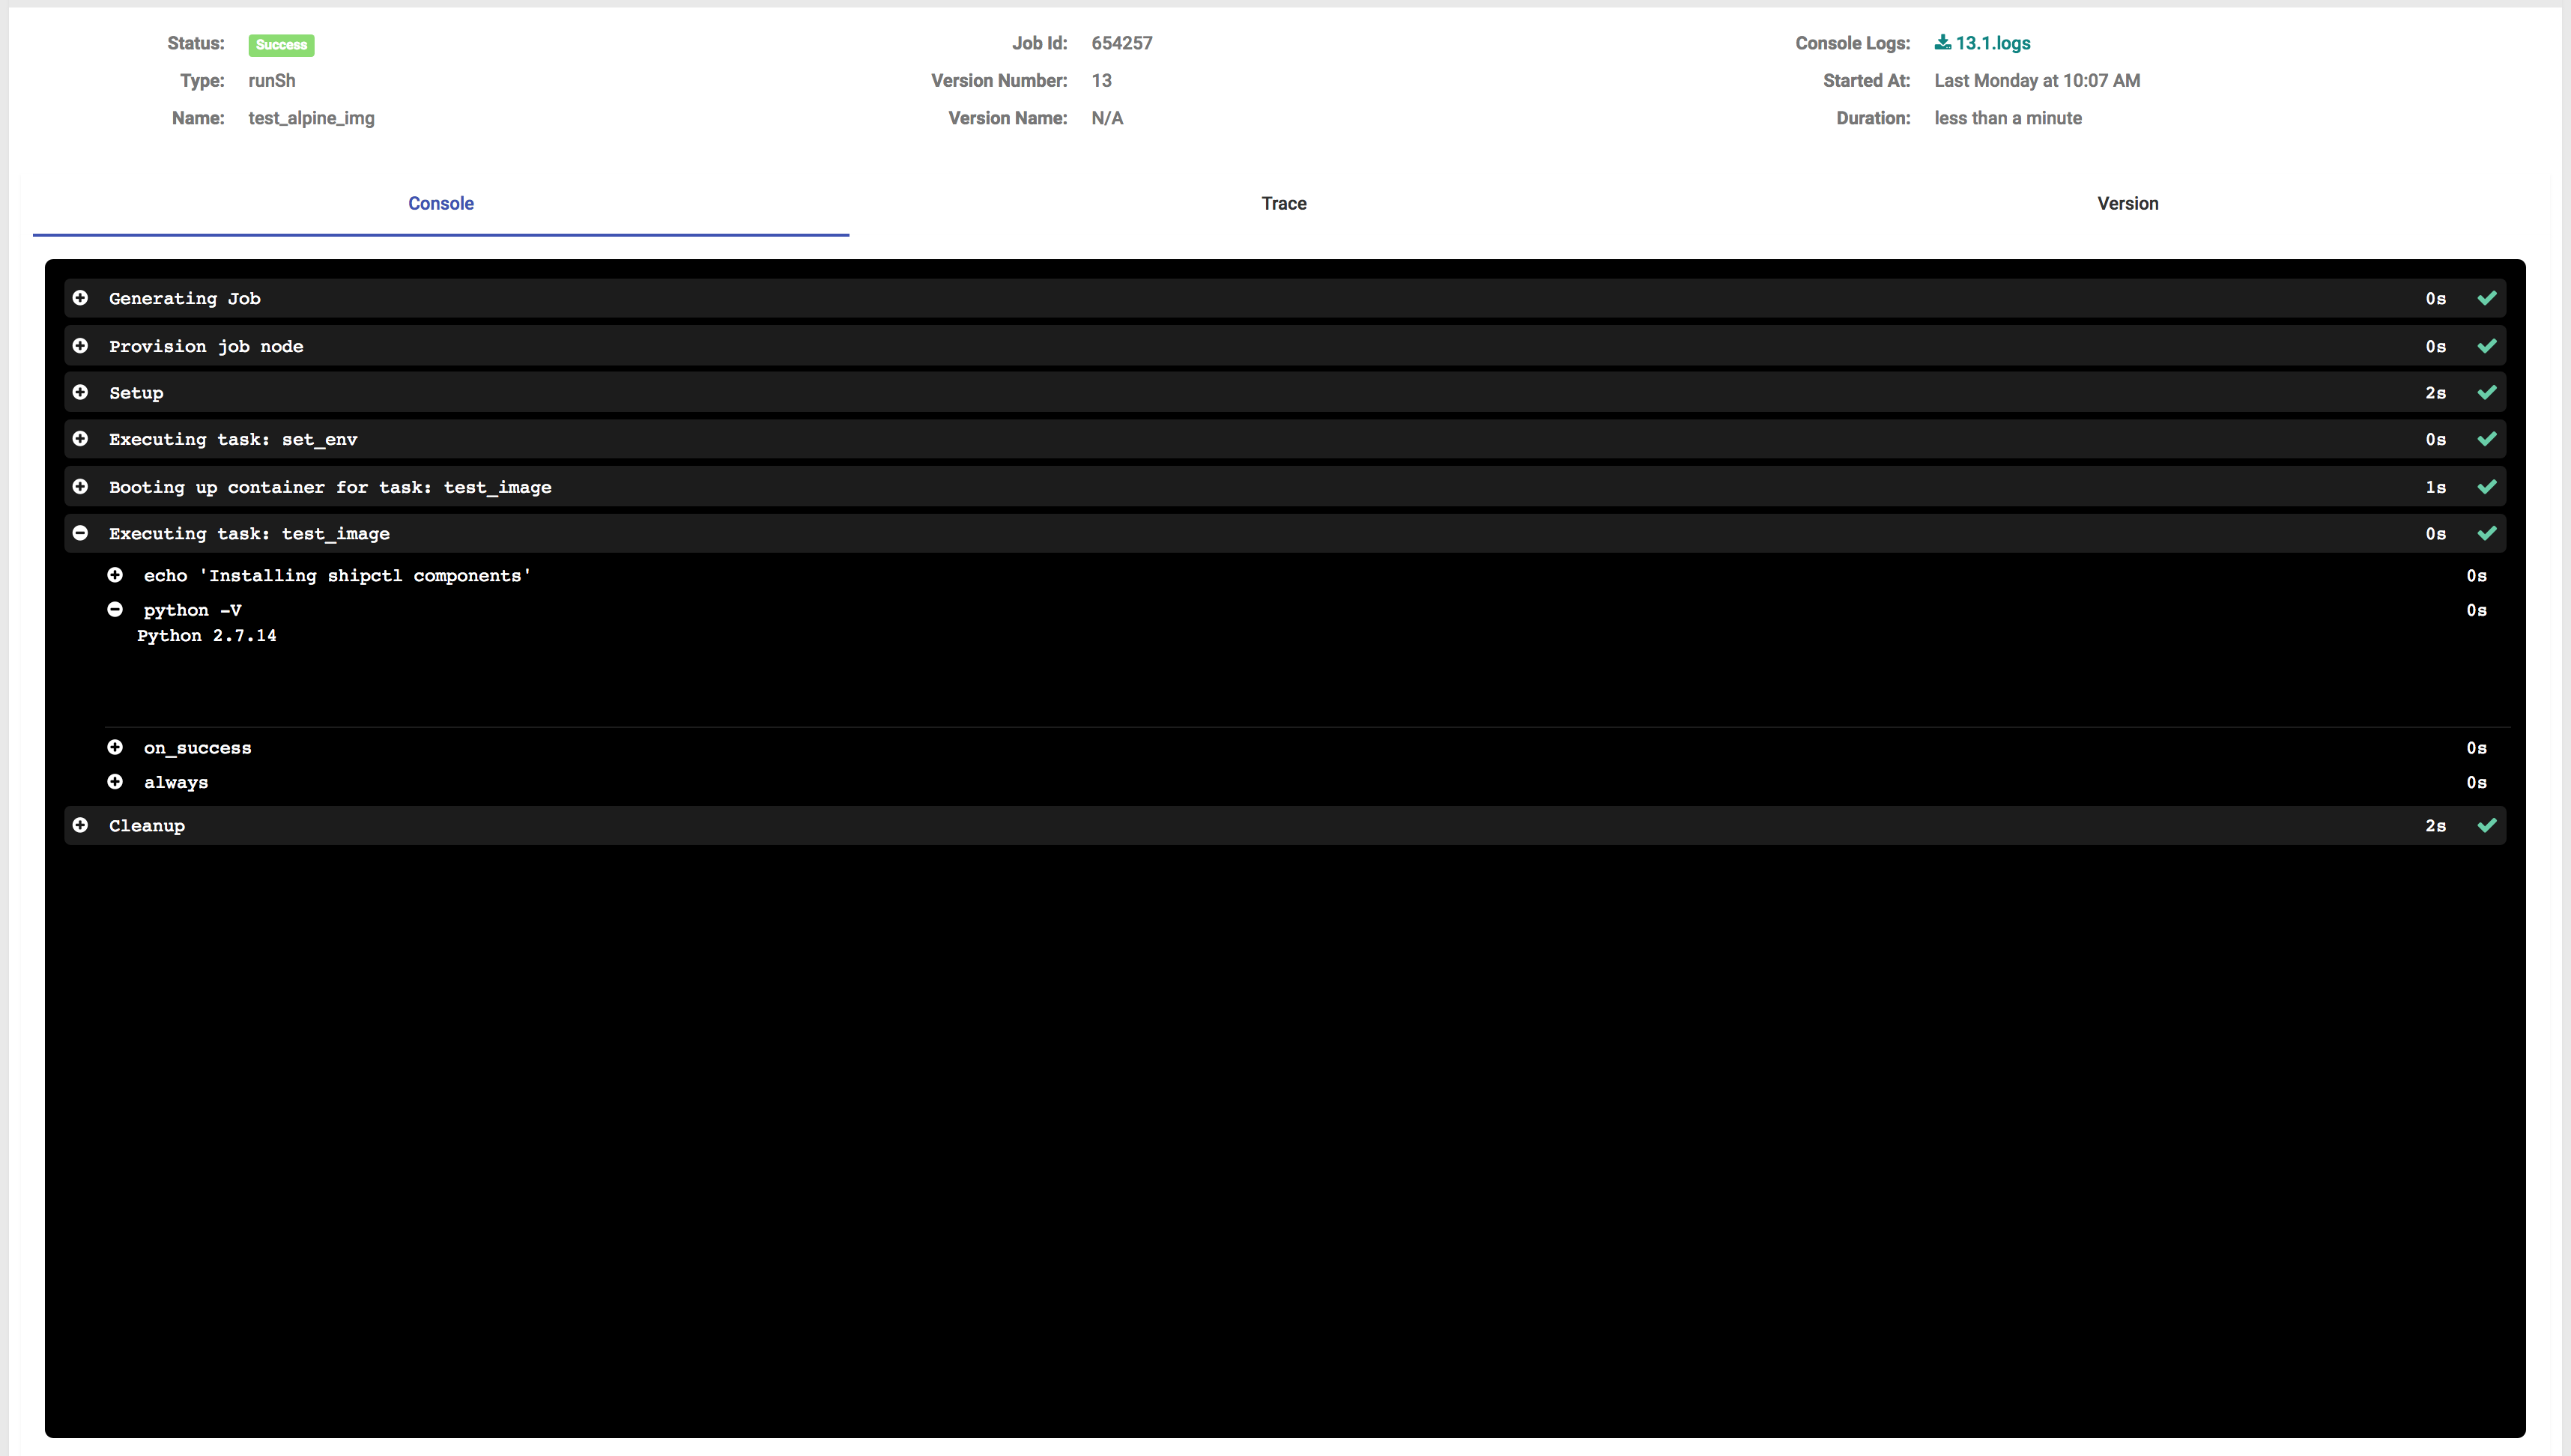 Status: Success Job Id: 654257 Console Logs: 13.1.logs
Type: runSh Version Number: 13 Started At: Last Monday at 10:07 AM
Name: test_alpine_img Version Name: N/A Duration: less than a minute
Console Trace Version
Generating Job 0s
Provision job node 0s
Setup 2s
Executing task: set_env 0s
Booting up container for task: test_image 1s
Executing task: test_image 0s
echo 'Installing shipctl components' 0s
python -V 0s
Python 2.7.14
on_success 0s
always 0s
Cleanup 2s